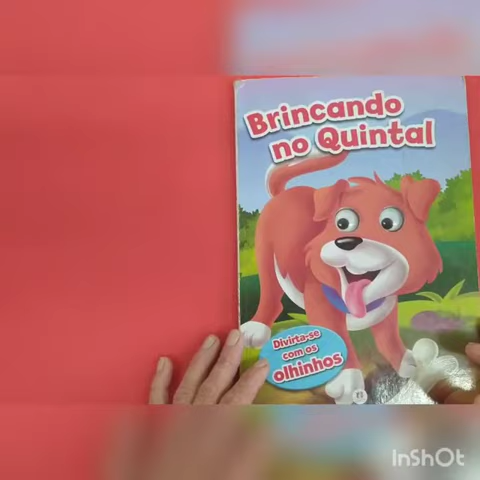 Brincando
no Quintal
Divirta-se
com os
olhinhos
InShOt